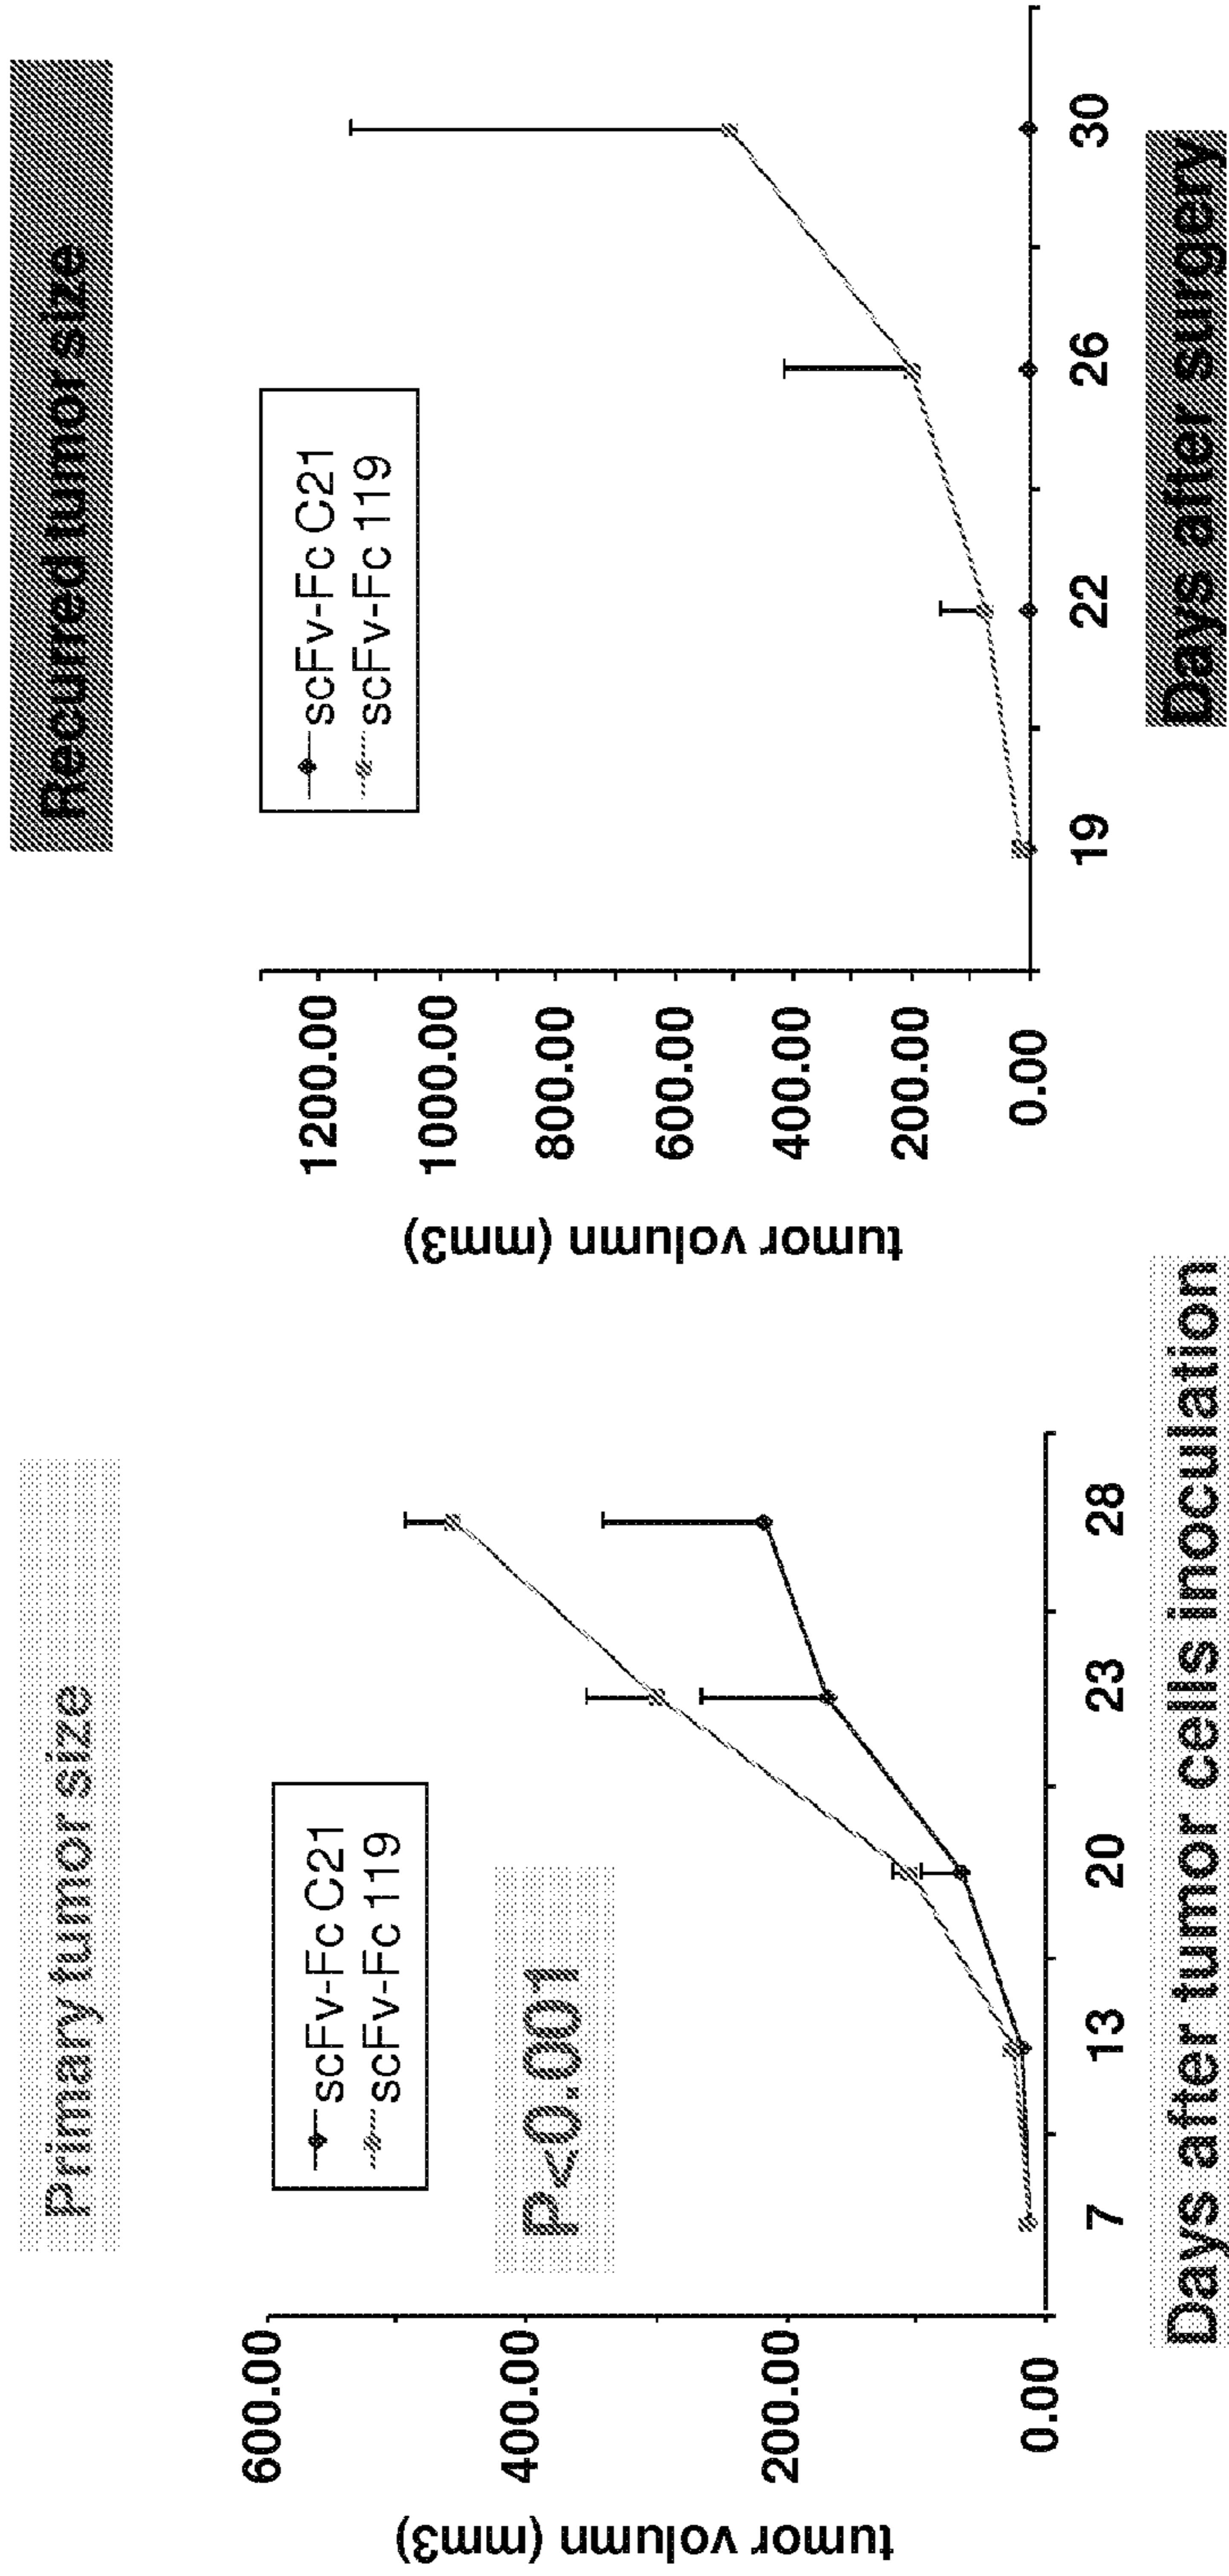 Primary tumor size
scFv-Fc C21
scFv-Fc 119
P<0.001
tumor volumn (mm3)
600.00
400.00
200.00
0.00
7 13 20 23 28
Days after tumor cells inoculation
Recurred tumor size
scFv-Fc C21
scFv-Fc 119
tumor volumn (mm3)
1200.00
1000.00
800.00
600.00
400.00
200.00
0.00
19 22 26 30
Days after surgery